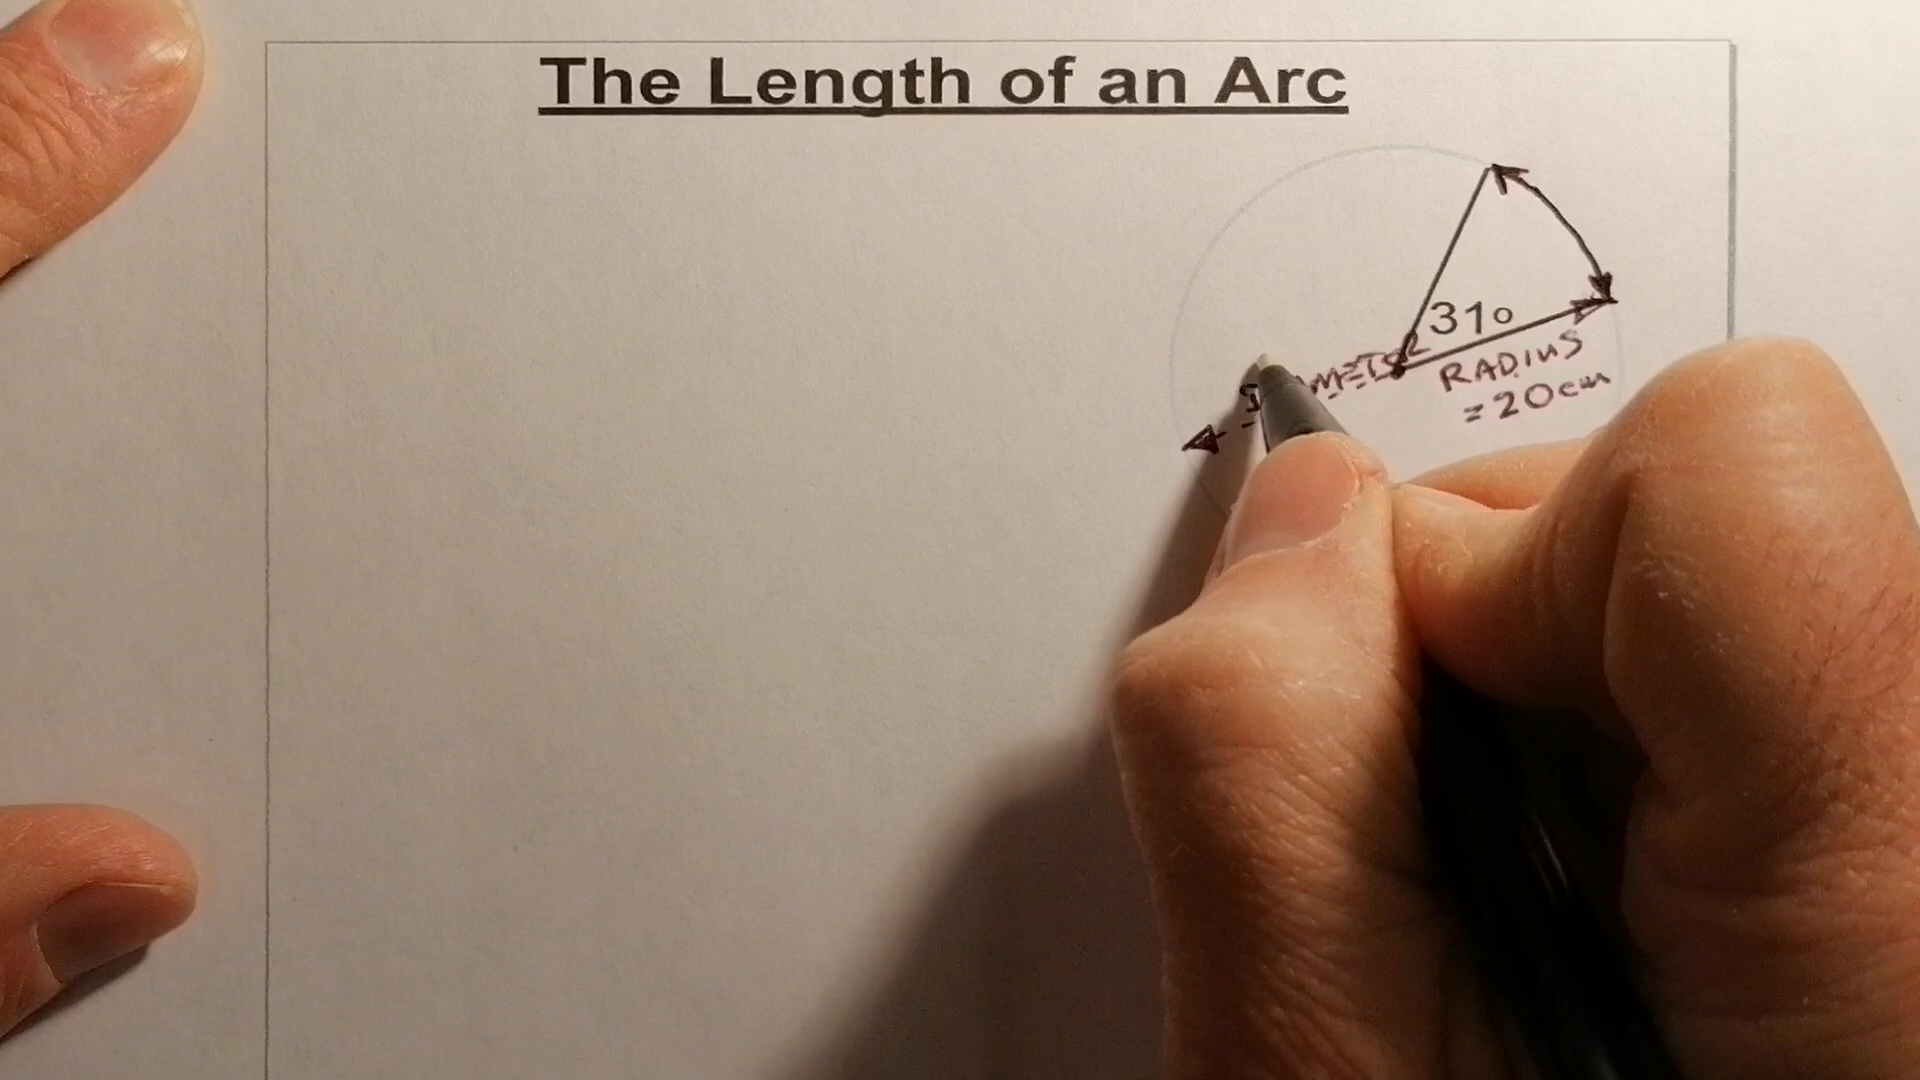 The Length of an Arc
31o
RADIUS
=20cm